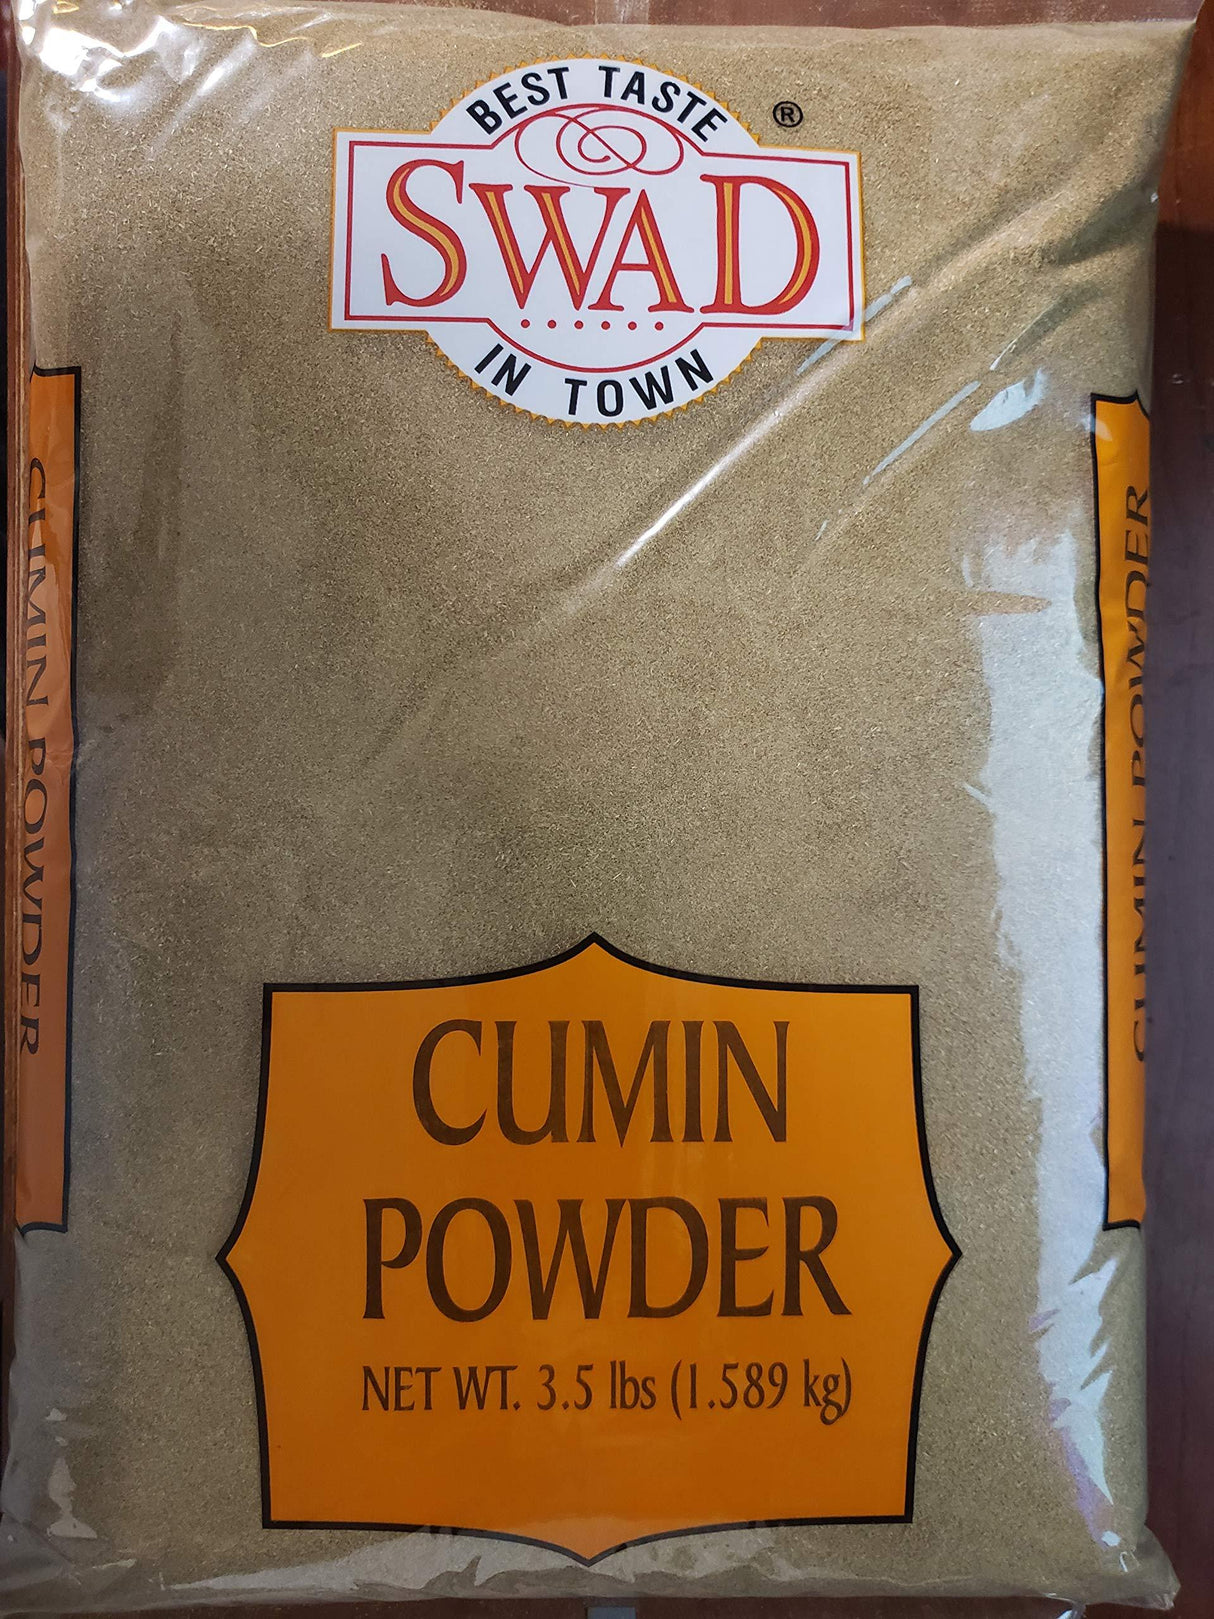 BEST TASTE
®
SWAD
IN TOWN
CUMIN POWDER
CUMIN POWDER
CUMIN
POWDER
NET WT. 3.5 lbs (1.589 kg)